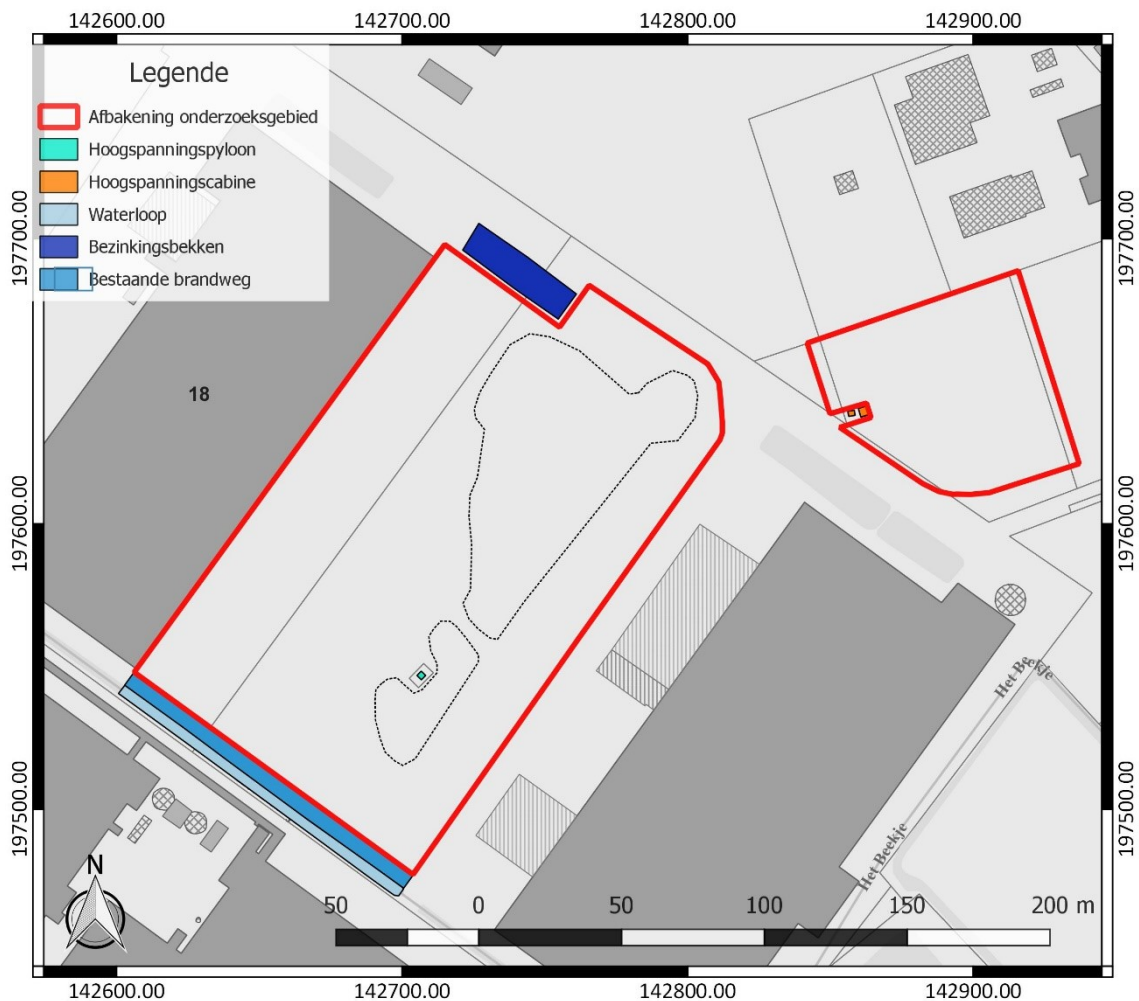 142600.00 142700.00 142800.00 142900.00
Legende
Afbakening onderzoeksgebied
Hoogspanningspyloon
Hoogspanningscabine
Waterloop
Bezinkingsbekken
Bestaande brandweg
197700.00 197700.00
18
197600.00 197600.00
Het Beekje
197500.00 197500.00
Het Beekje
N
50 0 50 100 150 200 m
142600.00 142700.00 142800.00 142900.00